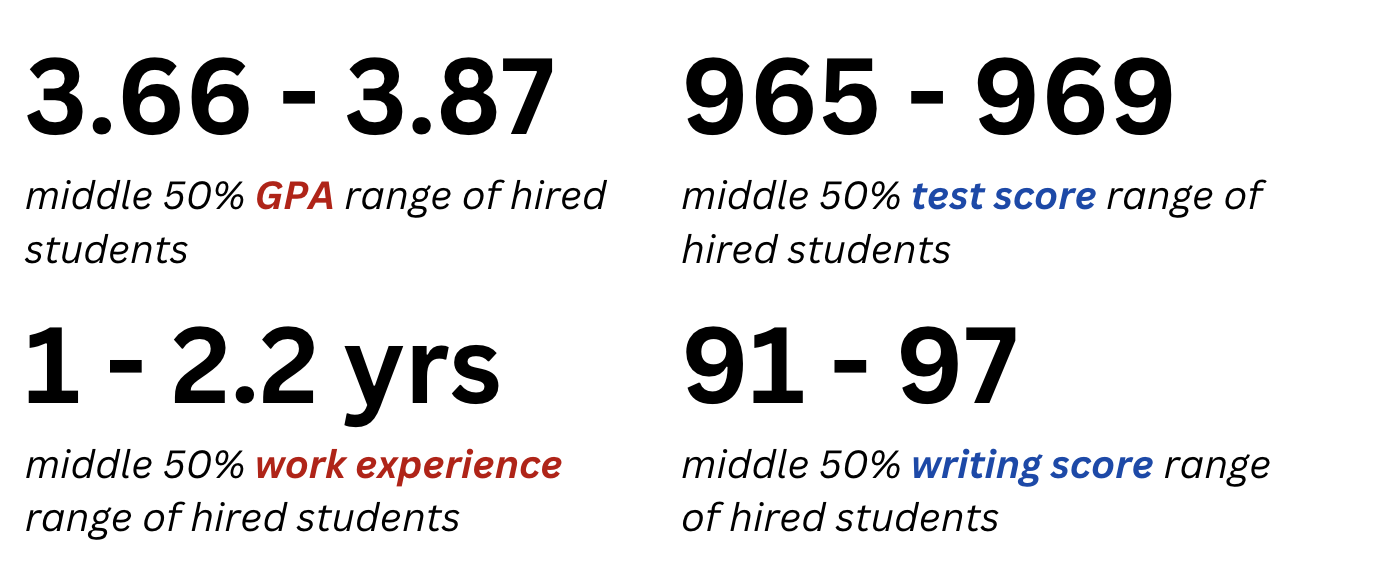 3.66 - 3.87
middle 50% GPA range of hired
students
965 - 969
middle 50% test score range of
hired students
1 - 2.2 yrs
middle 50% work experience
range of hired students
91 - 97
middle 50% writing score range
of hired students